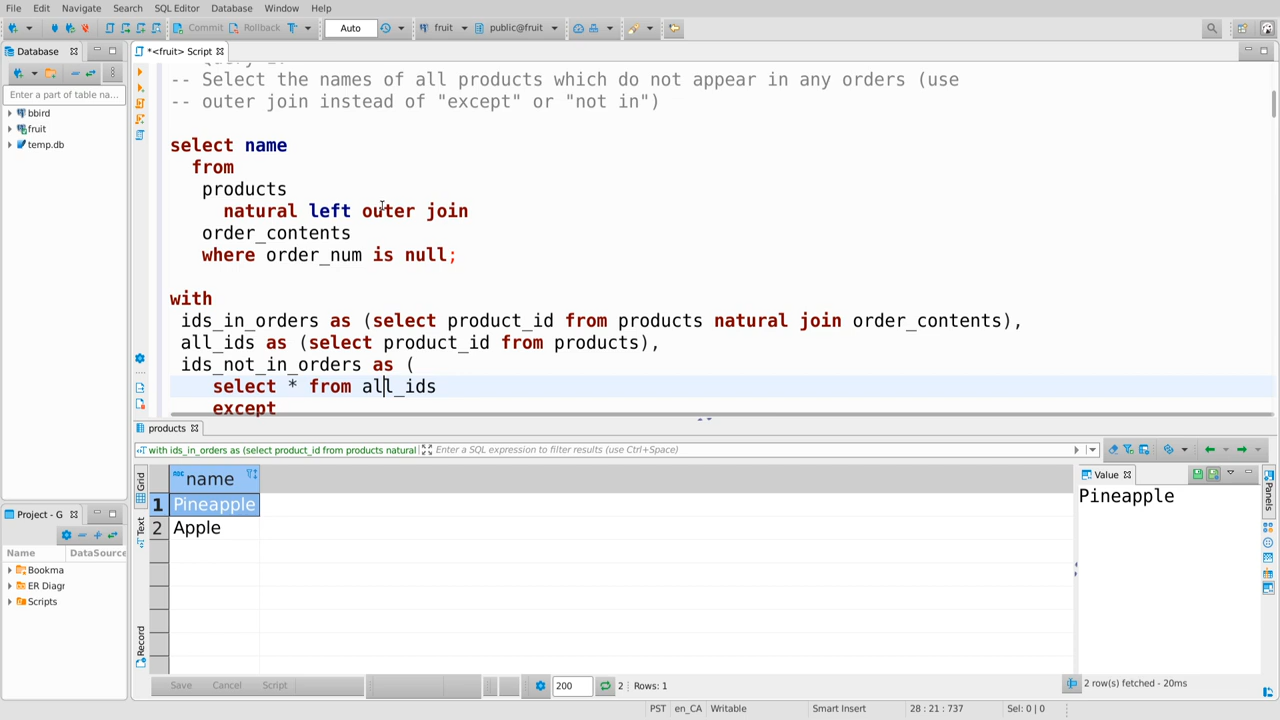 File Edit Navigate Search SQL Editor Database Window Help
Commit Rollback Auto fruit public@fruit
Database *<fruit> Script
Enter a part of table na...
bbird
fruit
temp.db
-- Select the names of all products which do not appear in any orders (use
-- outer join instead of "except" or "not in")
select name
from
products
natural left outer join
order_contents
where order_num is null;
with
ids_in_orders as (select product_id from products natural join order_contents),
all_ids as (select product_id from products),
ids_not_in_orders as (
select * from all_ids
except
products
with ids_in_orders as (select product_id from products natural Enter a SQL expression to filter results (use Ctrl+Space)
Grid
Text
Record
name
1 Pineapple
2 Apple
Value
Pineapple
Panels
Project - G
Name DataSource
Bookma
ER Diagr
Scripts
Save Cancel Script 200 2 Rows: 1 2 row(s) fetched - 20ms
PST en_CA Writable Smart Insert 28 : 21 : 737 Sel: 0 | 0